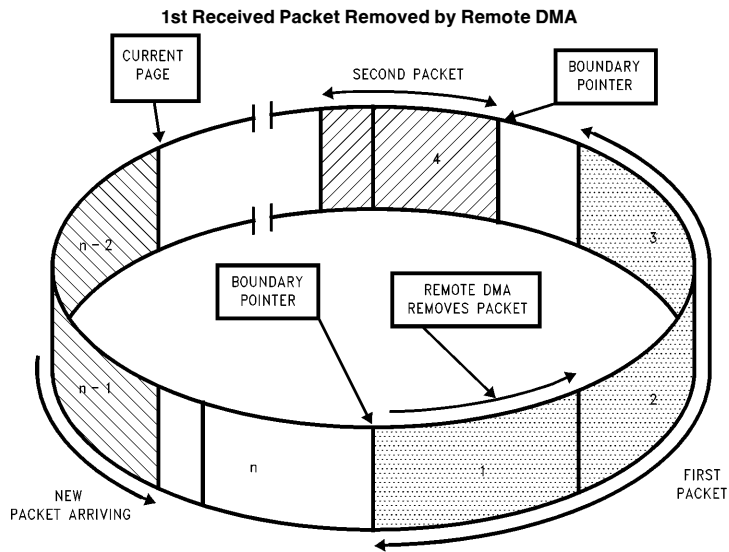 1st Received Packet Removed by Remote DMA
CURRENT
PAGE
SECOND PACKET
BOUNDARY
POINTER
4
n - 2
3
BOUNDARY
POINTER
REMOTE DMA
REMOVES PACKET
n - 1
2
n
1
NEW
PACKET ARRIVING
FIRST
PACKET